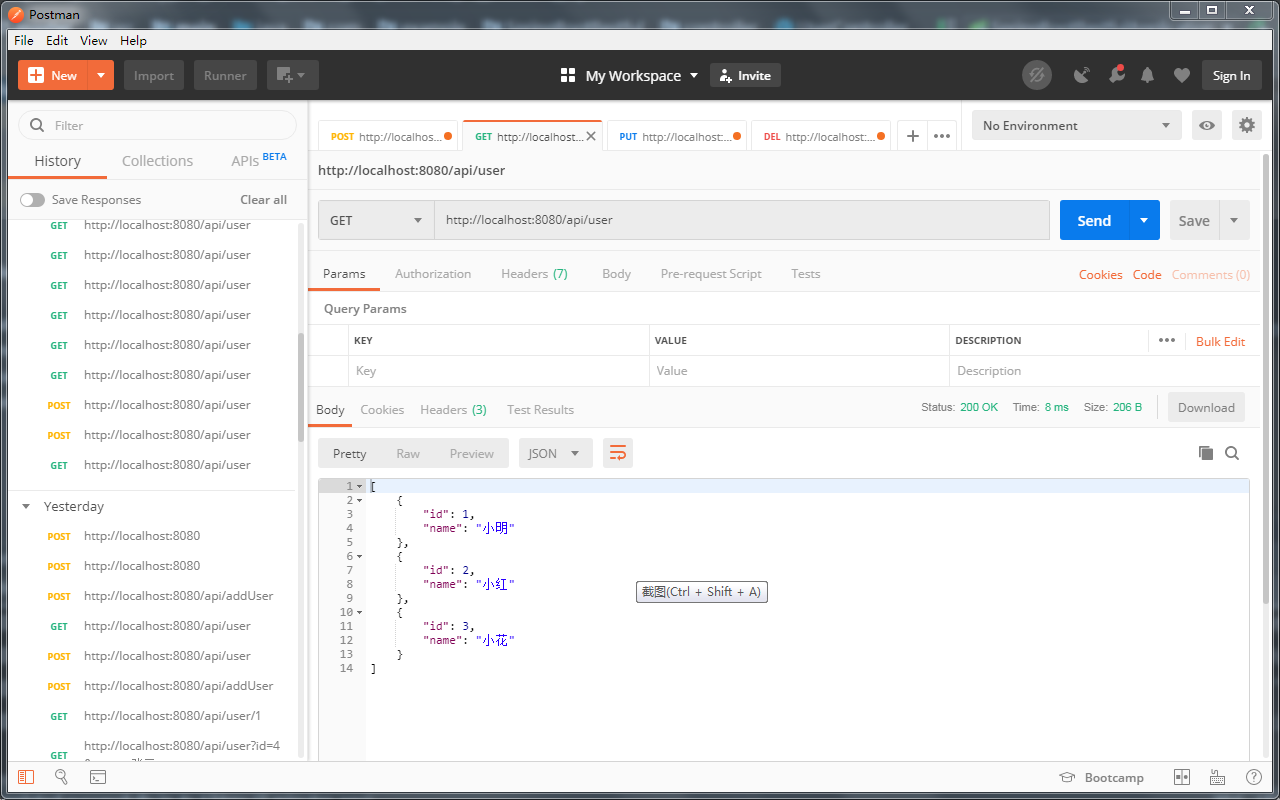 Postman
File Edit View Help
New Import Runner My Workspace Invite Sign In
Filter
History Collections APIs BETA
Save Responses Clear all
GET http://localhost:8080/api/user
GET http://localhost:8080/api/user
GET http://localhost:8080/api/user
GET http://localhost:8080/api/user
GET http://localhost:8080/api/user
GET http://localhost:8080/api/user
POST http://localhost:8080/api/user
POST http://localhost:8080/api/user
GET http://localhost:8080/api/user
Yesterday
POST http://localhost:8080
POST http://localhost:8080
POST http://localhost:8080/api/addUser
GET http://localhost:8080/api/user
POST http://localhost:8080/api/user
POST http://localhost:8080/api/addUser
GET http://localhost:8080/api/user/1
GET http://localhost:8080/api/user?id=4
POST http://localhos... GET http://localhost:... PUT http://localhost:... DEL http://localhost:... No Environment
http://localhost:8080/api/user
GET http://localhost:8080/api/user Send Save
Params Authorization Headers (7) Body Pre-request Script Tests Cookies Code Comments (0)
Query Params
KEY VALUE DESCRIPTION Bulk Edit
Key Value Description
Body Cookies Headers (3) Test Results Status: 200 OK Time: 8 ms Size: 206 B Download
Pretty Raw Preview JSON
1 [
2 {
3 "id": 1,
4 "name": "小明"
5 },
6 {
7 "id": 2,
8 "name": "小红"
9 },
10 {
11 "id": 3,
12 "name": "小花"
13 }
14 ]
截图(Ctrl + Shift + A)
Bootcamp